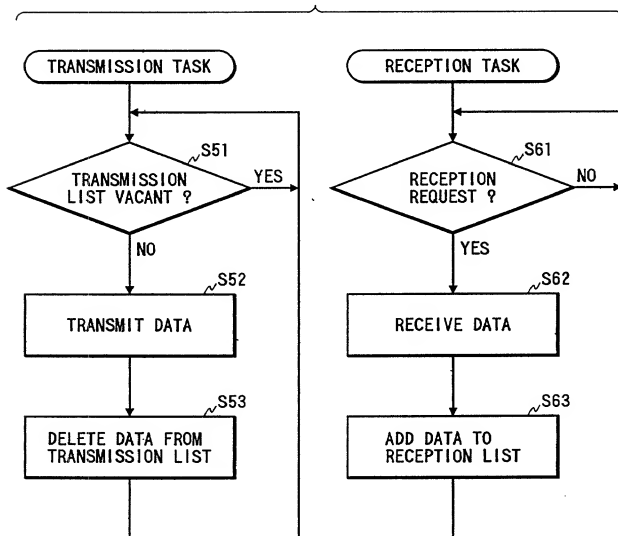 TRANSMISSION TASK
S51
TRANSMISSION
LIST VACANT ?
YES
NO
S52
TRANSMIT DATA
S53
DELETE DATA FROM
TRANSMISSION LIST
RECEPTION TASK
S61
RECEPTION
REQUEST ?
NO
YES
S62
RECEIVE DATA
S63
ADD DATA TO
RECEPTION LIST